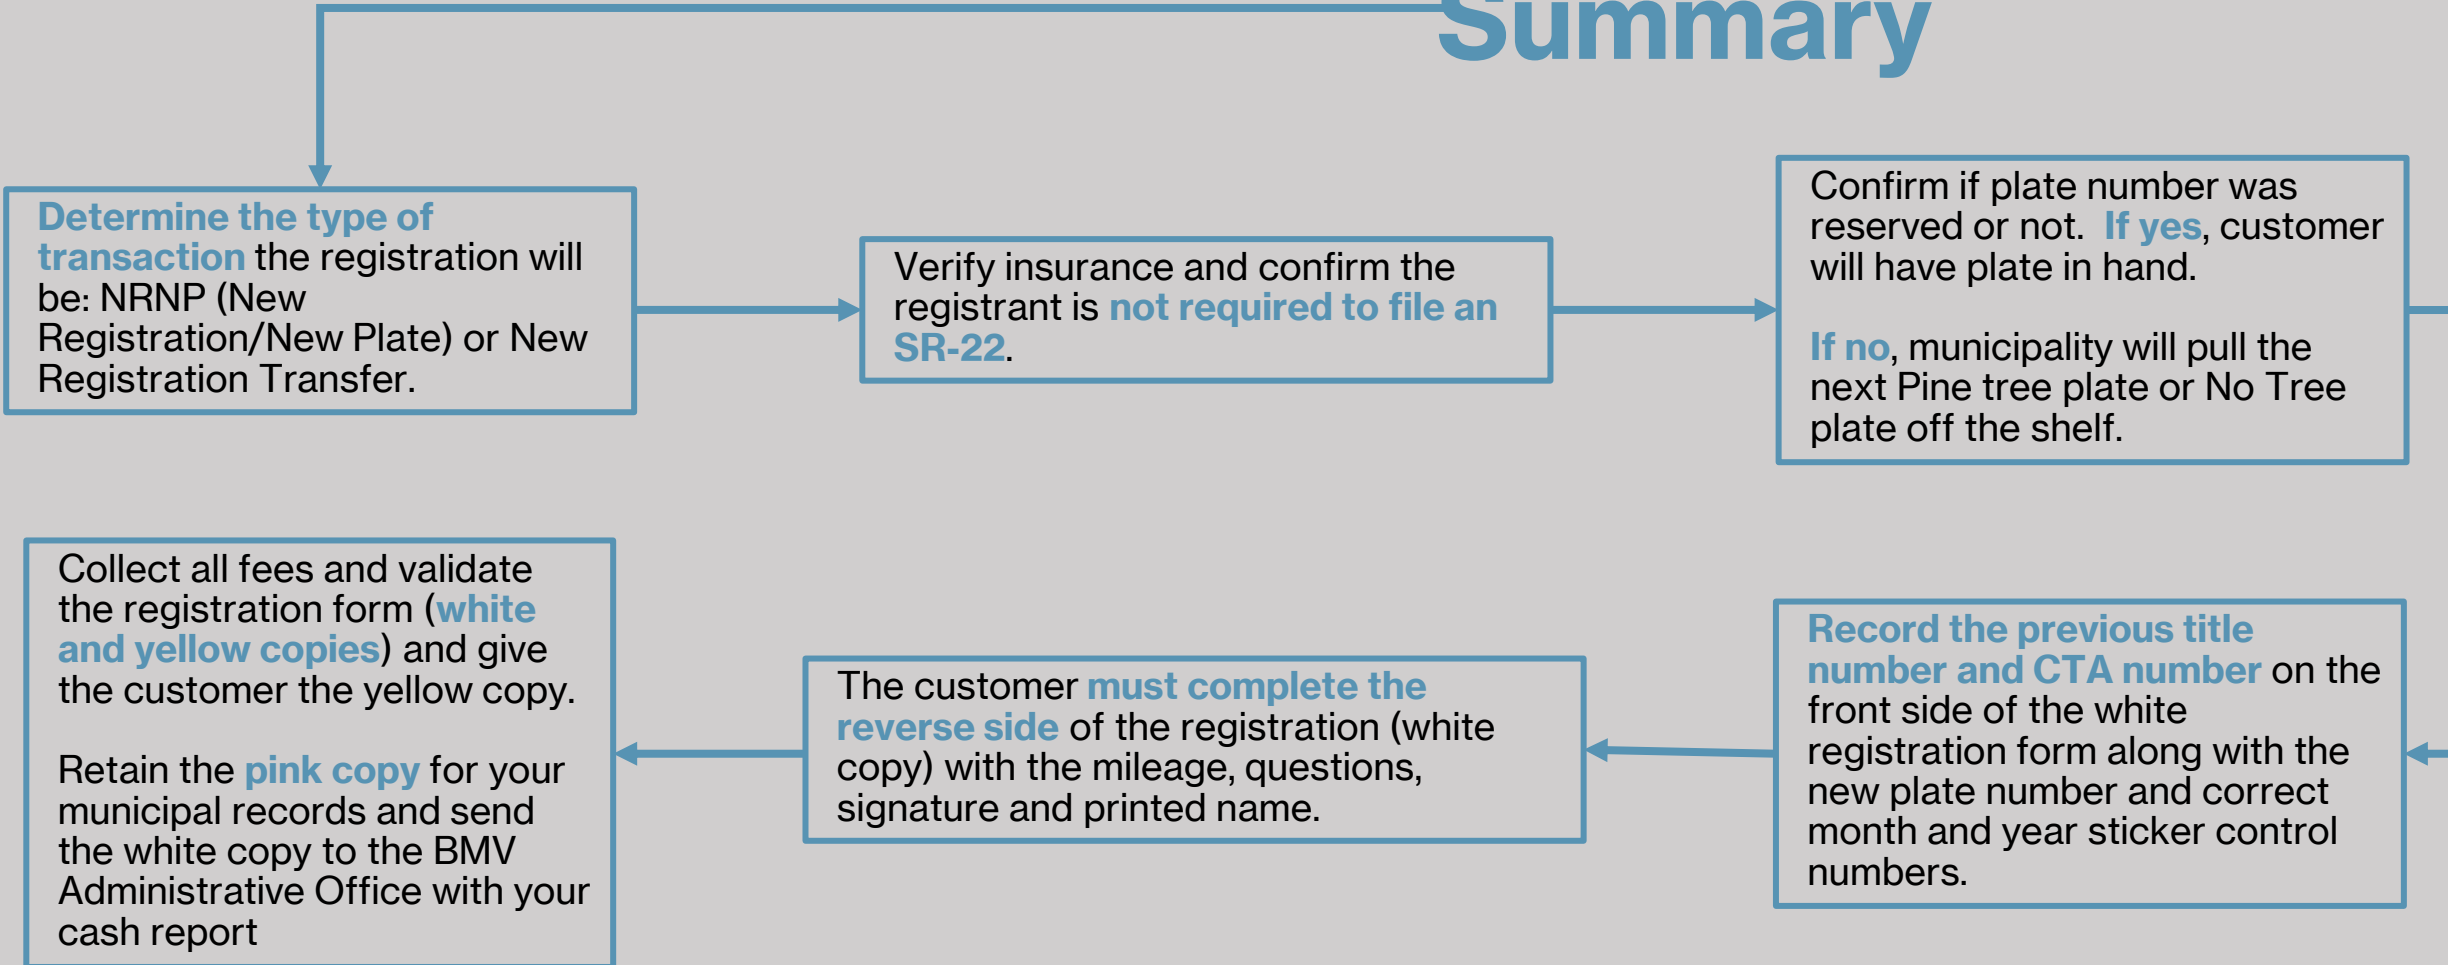 Summary
Determine the type of
transaction the registration will
be: NRNP (New
Registration/New Plate) or New
Registration Transfer.
Verify insurance and confirm the
registrant is not required to file an
SR-22.
Confirm if plate number was
reserved or not. If yes, customer
will have plate in hand.
If no, municipality will pull the
next Pine tree plate or No Tree
plate off the shelf.
Record the previous title
number and CTA number on the
front side of the white
registration form along with the
new plate number and correct
month and year sticker control
numbers.
The customer must complete the
reverse side of the registration (white
copy) with the mileage, questions,
signature and printed name.
Collect all fees and validate
the registration form (white
and yellow copies) and give
the customer the yellow copy.
Retain the pink copy for your
municipal records and send
the white copy to the BMV
Administrative Office with your
cash report